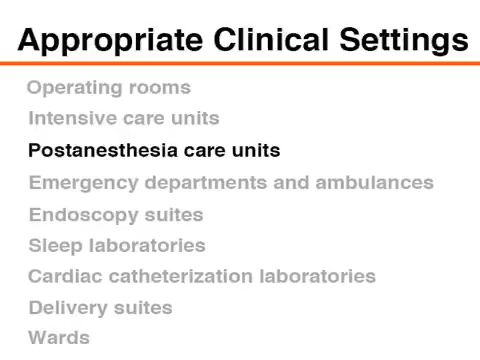 Appropriate Clinical Settings
Operating rooms
Intensive care units
Postanesthesia care units
Emergency departments and ambulances
Endoscopy suites
Sleep laboratories
Cardiac catheterization laboratories
Delivery suites
Wards